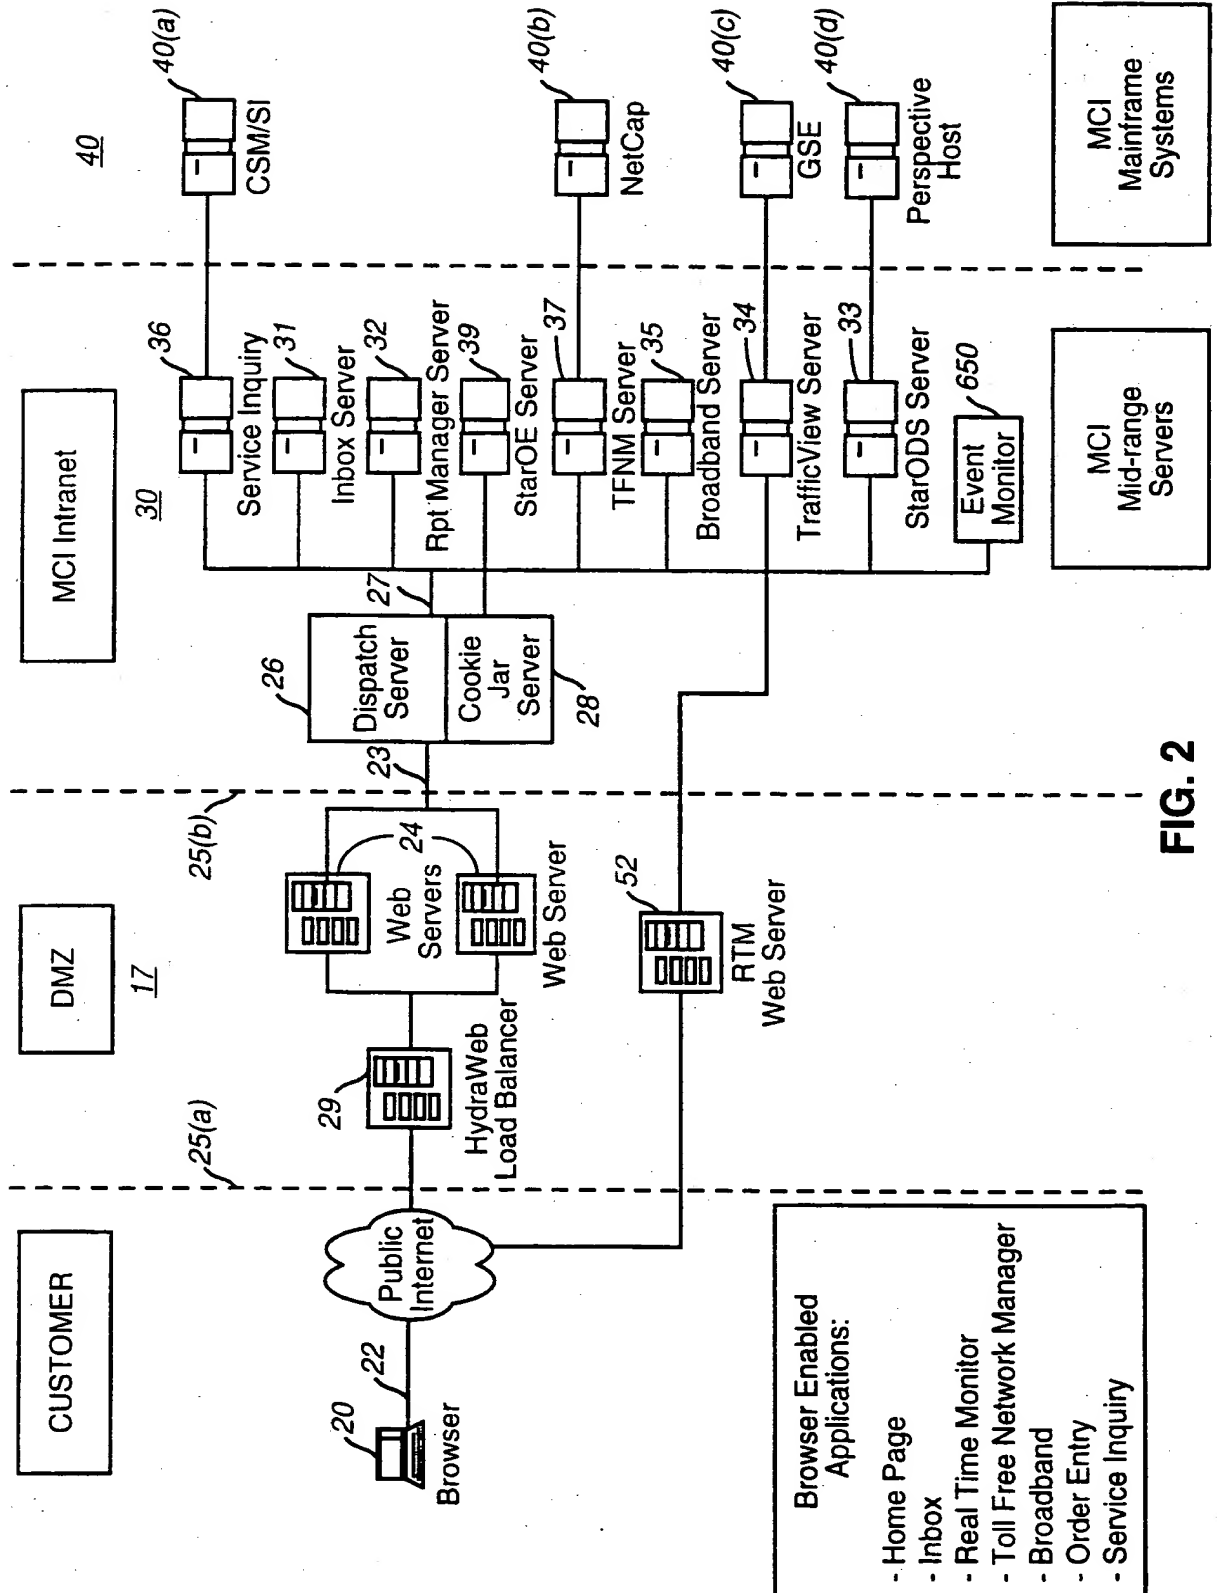 CUSTOMER
DMZ
17
MCI Intranet
30
40
25(a)
25(b)
20
Browser
22
Public
Internet
29
HydraWeb
Load Balancer
Web
Servers
24
Web Server
52
RTM
Web Server
23
26
Dispatch
Server
Cookie
Jar
Server
28
27
36
Service Inquiry
31
Inbox Server
32
Rpt Manager Server
39
StarOE Server
37
TFNM Server
35
Broadband Server
34
TrafficView Server
33
StarODS Server
650
Event
Monitor
40(a)
CSM/SI
40(b)
NetCap
40(c)
GSE
40(d)
Perspective
Host
Browser Enabled
Applications:
- Home Page
- Inbox
- Real Time Monitor
- Toll Free Network Manager
- Broadband
- Order Entry
- Service Inquiry
MCI
Mid-range
Servers
MCI
Mainframe
Systems
FIG. 2